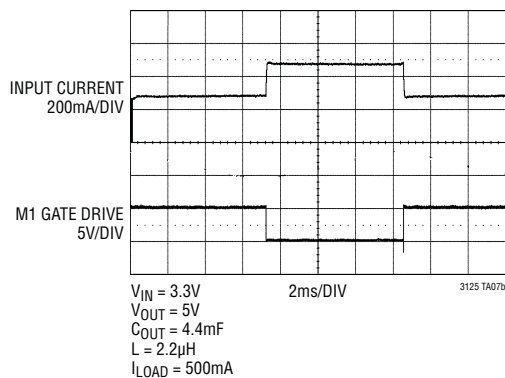 INPUT CURRENT
200mA/DIV
M1 GATE DRIVE
5V/DIV
2ms/DIV
3125 TA07b
VIN = 3.3V
VOUT = 5V
COUT = 4.4mF
L = 2.2µH
ILOAD = 500mA